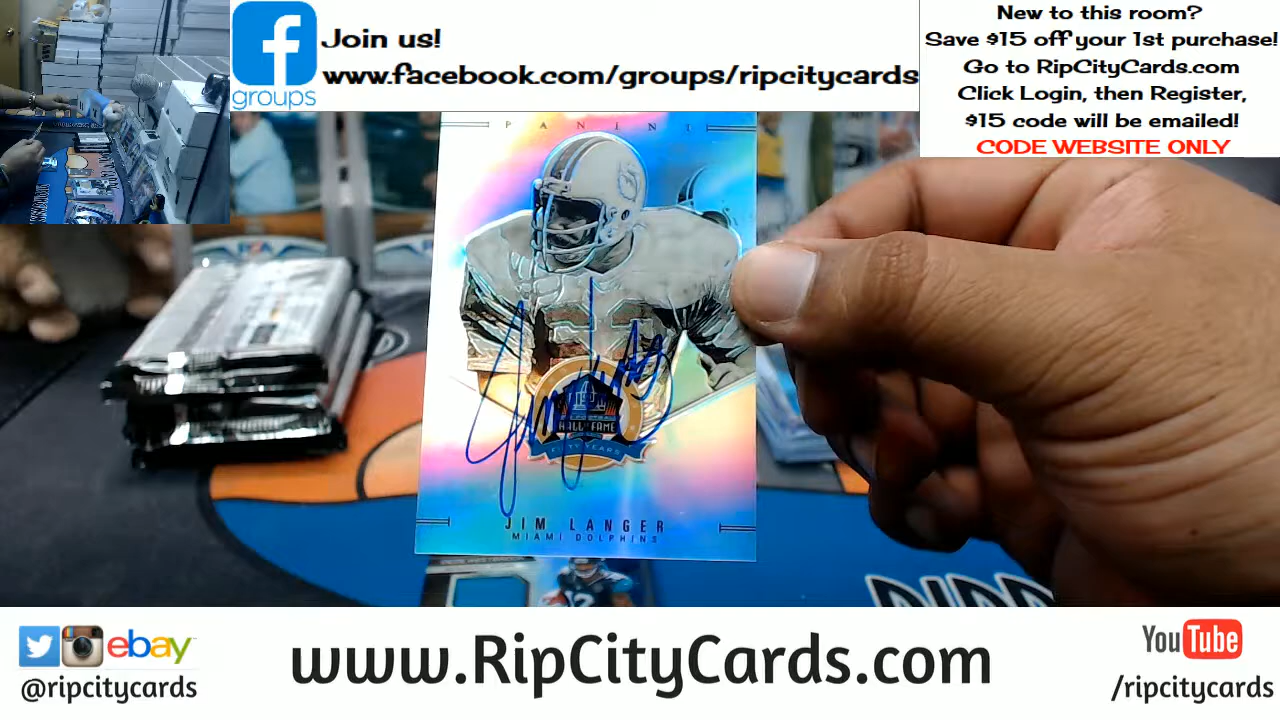 f
groups
Join us!
www.facebook.com/groups/ripcitycards
New to this room?
Save $15 off your 1st purchase!
Go to RipCityCards.com
Click Login, then Register,
$15 code will be emailed!
CODE WEBSITE ONLY
PANINI
HALL OF FAME
FIFTY YEARS
JIM LANGER
MIAMI DOLPHINS
ebay
@ripcitycards
www.RipCityCards.com
YouTube
/ripcitycards